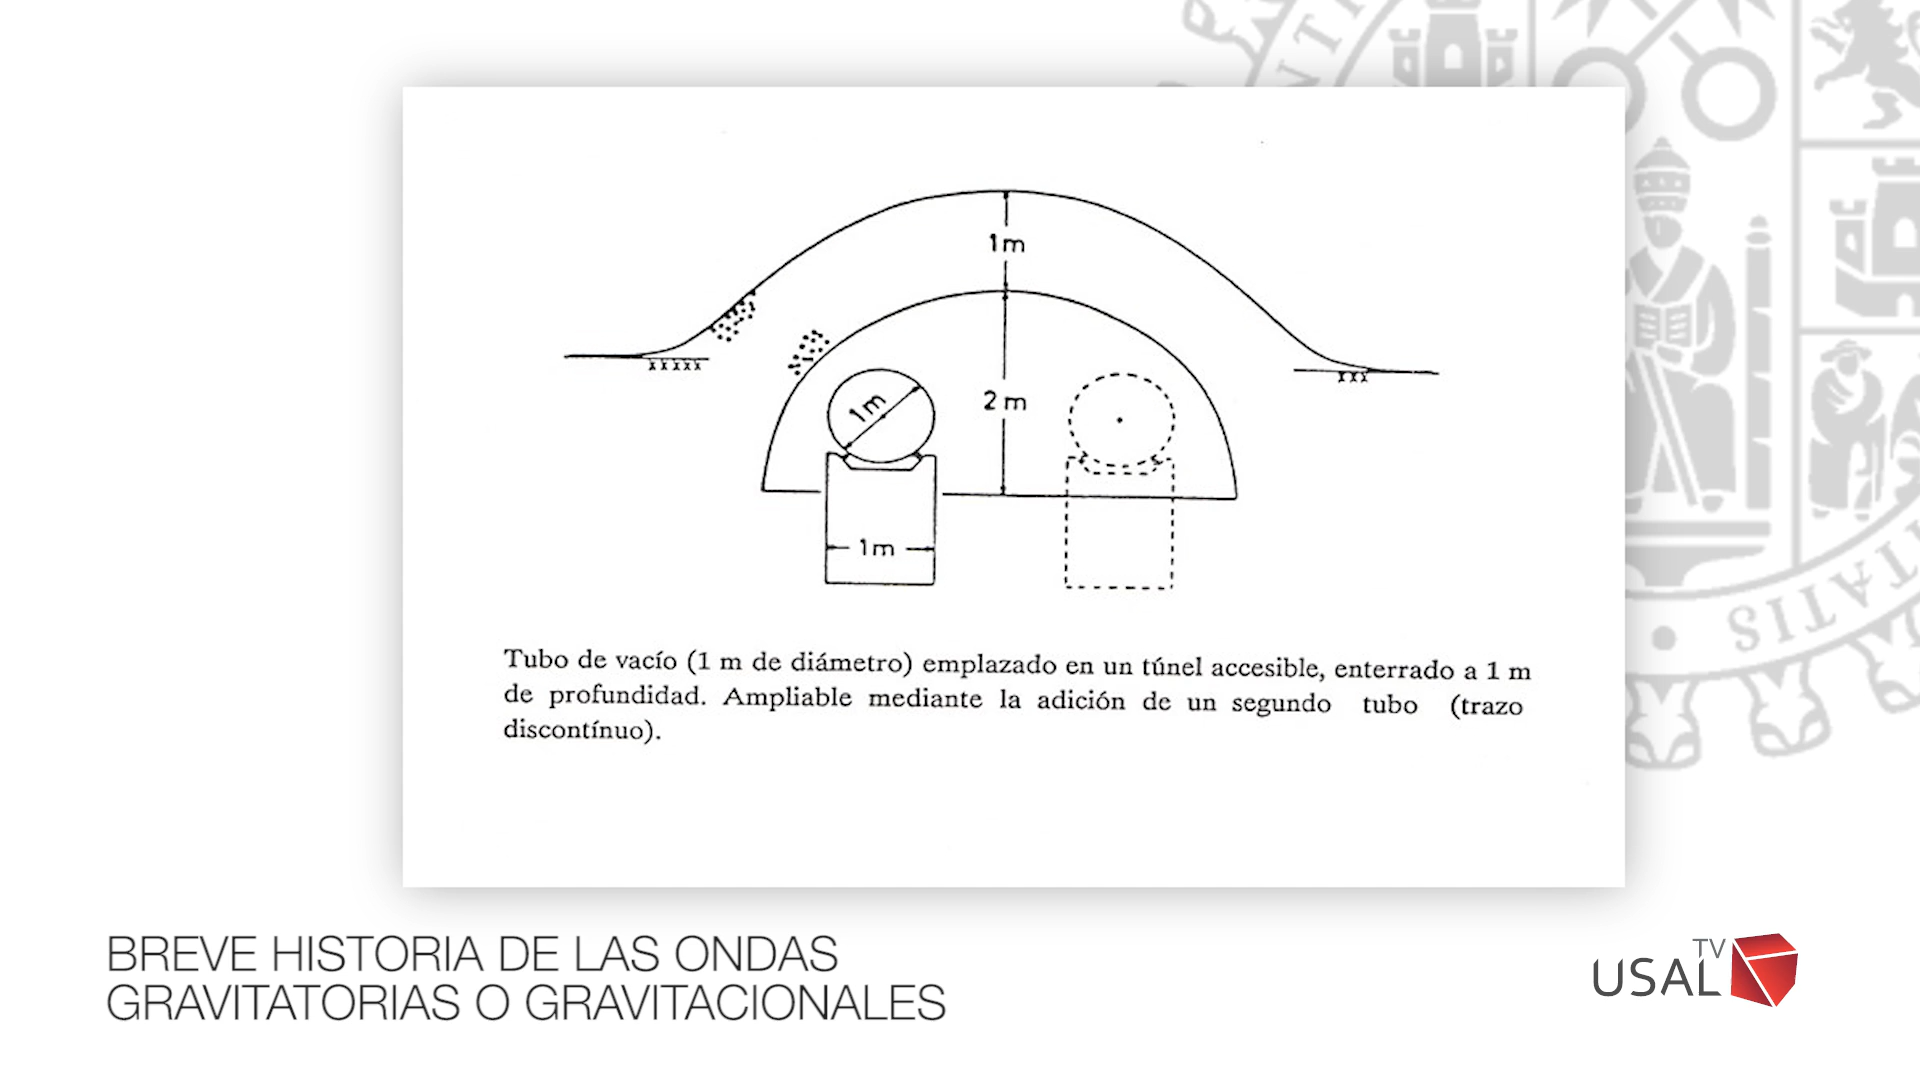 NTI
1m
1m
2m
1m
Tubo de vacío (1 m de diámetro) emplazado en un túnel accesible, enterrado a 1 m
de profundidad. Ampliable mediante la adición de un segundo tubo (trazo
discontínuo).
SITATIS
BREVE HISTORIA DE LAS ONDAS
GRAVITATORIAS O GRAVITACIONALES
USAL TV